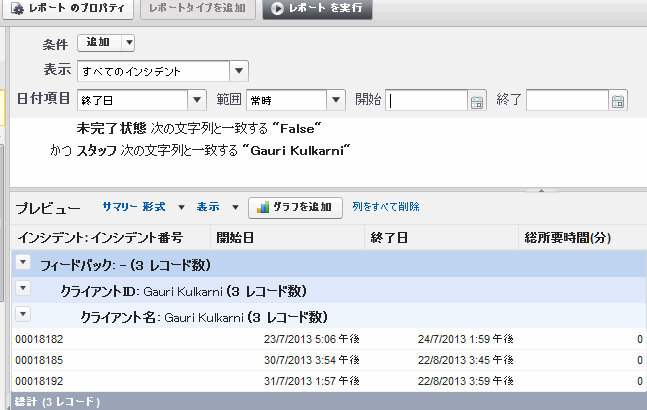 レポート のプロパティ レポートタイプを追加 レポート を実行
条件 追加
表示 すべてのインシデント
日付項目 終了日 範囲 常時 開始 終了
未完了状態 次の文字列と一致する "False"
かつ スタッフ 次の文字列と一致する "Gauri Kulkarni"
プレビュー サマリー 形式 表示 グラフを追加 列をすべて削除
インシデント: インシデント番号 開始日 終了日 総所要時間(分)
フィードバック: - (3 レコード数)
クライアントID: Gauri Kulkarni (3 レコード数)
クライアント名: Gauri Kulkarni (3 レコード数)
00018182 23/7/2013 5:06 午後 24/7/2013 1:59 午後 0
00018185 30/7/2013 3:54 午後 22/8/2013 3:45 午後 0
00018192 31/7/2013 1:57 午後 22/8/2013 3:59 午後 0
総計 (3 レコード)